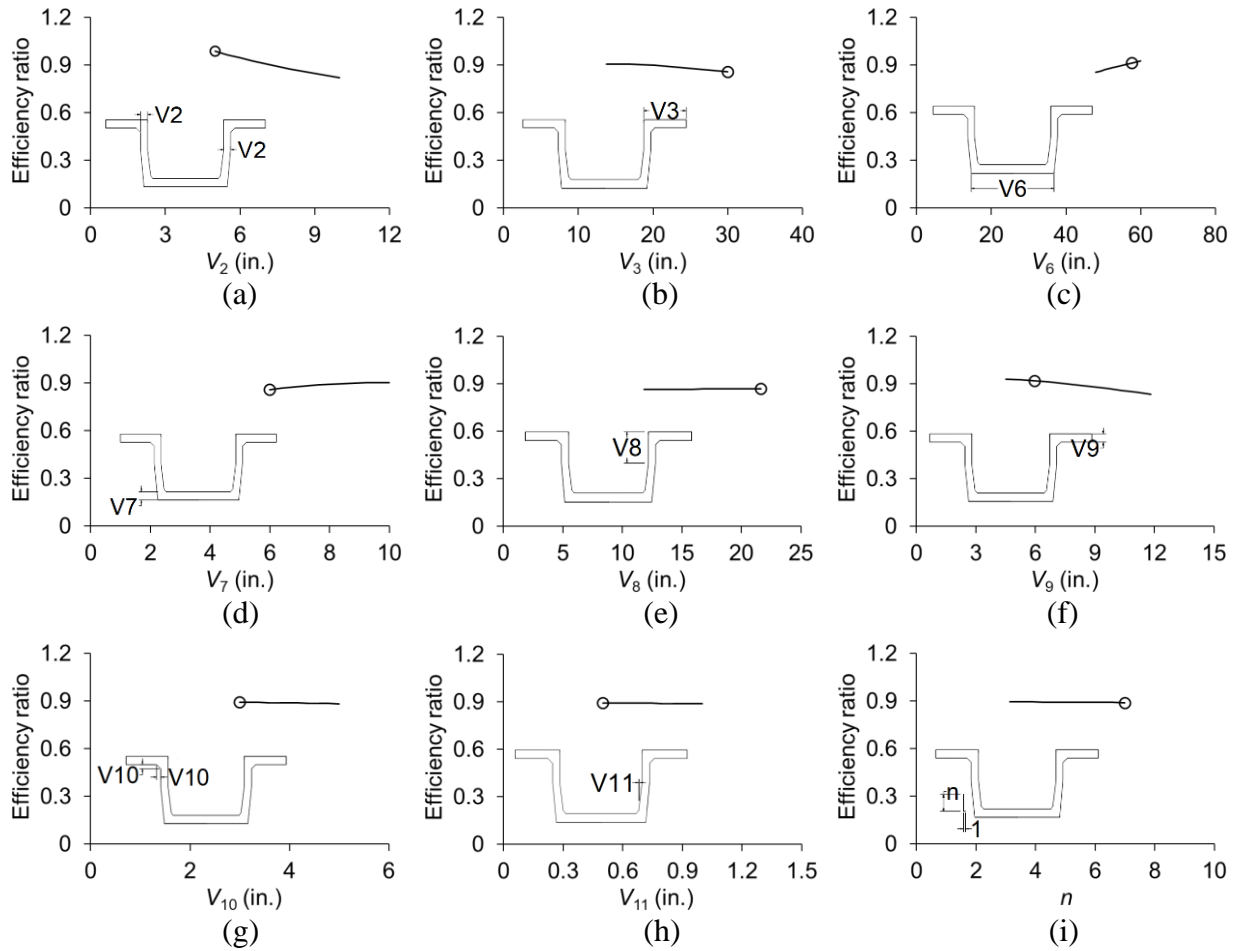 Efficiency ratio
1.2
0.9
0.6
0.3
0
V2
V2
0 3 6 9 12
V2 (in.)
(a)
Efficiency ratio
1.2
0.9
0.6
0.3
0
V3
0 10 20 30 40
V3 (in.)
(b)
Efficiency ratio
1.2
0.9
0.6
0.3
0
V6
0 20 40 60 80
V6 (in.)
(c)
Efficiency ratio
1.2
0.9
0.6
0.3
0
V7
0 2 4 6 8 10
V7 (in.)
(d)
Efficiency ratio
1.2
0.9
0.6
0.3
0
V8
0 5 10 15 20 25
V8 (in.)
(e)
Efficiency ratio
1.2
0.9
0.6
0.3
0
V9
0 3 6 9 12 15
V9 (in.)
(f)
Efficiency ratio
1.2
0.9
0.6
0.3
0
V10 V10
0 2 4 6
V10 (in.)
(g)
Efficiency ratio
1.2
0.9
0.6
0.3
0
V11
0 0.3 0.6 0.9 1.2 1.5
V11 (in.)
(h)
Efficiency ratio
1.2
0.9
0.6
0.3
0
n
1
0 2 4 6 8 10
n
(i)